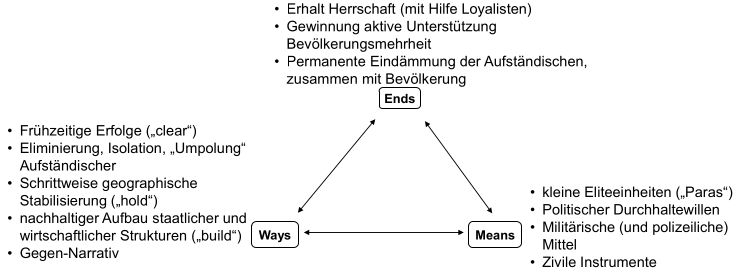 • Erhalt Herrschaft (mit Hilfe Loyalisten)
• Gewinnung aktive Unterstützung
Bevölkerungsmehrheit
• Permanente Eindämmung der Aufständischen,
zusammen mit Bevölkerung
Ends
• Frühzeitige Erfolge („clear“)
• Eliminierung, Isolation, „Umpolung“
Aufständischer
• Schrittweise geographische
Stabilisierung („hold“)
• nachhaltiger Aufbau staatlicher und
wirtschaftlicher Strukturen („build“)
• Gegen-Narrativ
Ways
Means
• kleine Eliteeinheiten („Paras“)
• Politischer Durchhaltewillen
• Militärische (und polizeiliche)
Mittel
• Zivile Instrumente